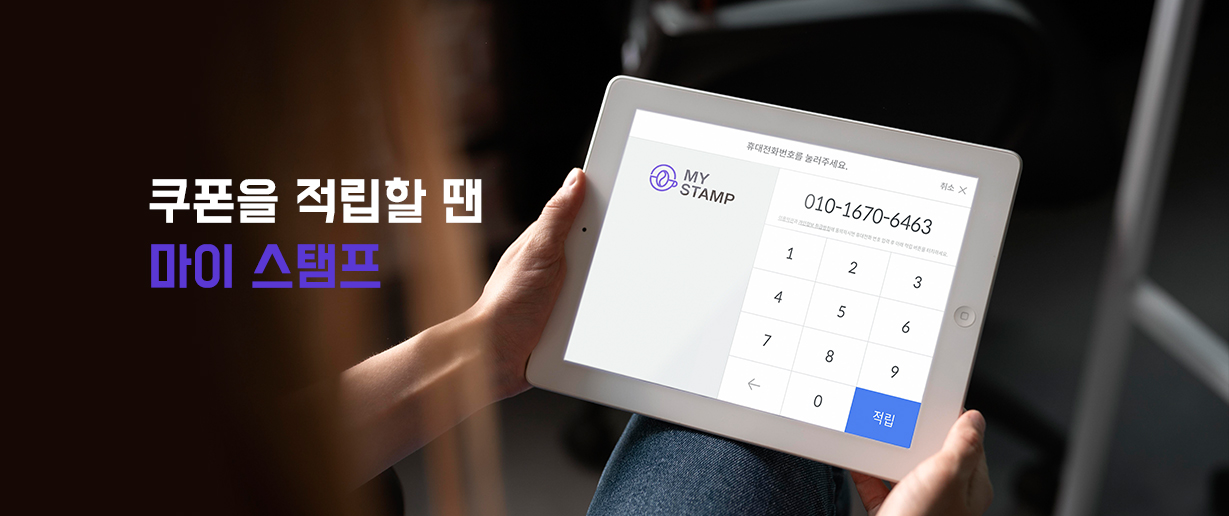 쿠폰을 적립할 땐
마이 스탬프
휴대전화번호를 눌러주세요.
취소
MY
STAMP
010-1670-6463
1 2 3
4 5 6
7 8 9
← 0 적립